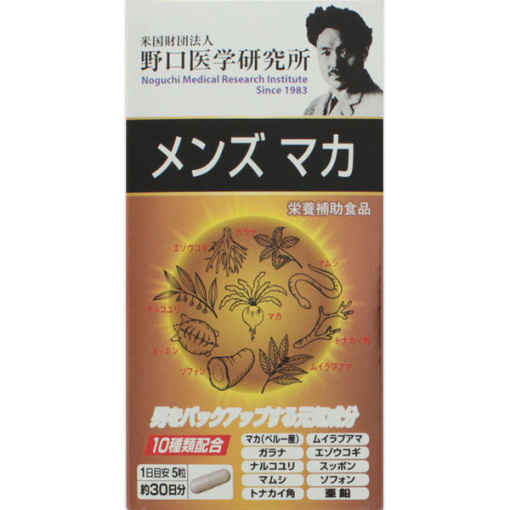 米国財団法人
野口医学研究所
Noguchi Medical Research Institute
Since 1983
メンズ マカ
栄養補助食品
ガラナ
エゾウコギ
マムシ
ナルコユリ
マカ
トナカイ角
スッポン
ソフォン
ムイラプアマ
男をバックアップする元気成分
10種類配合
マカ(ペルー産) ムイラプアマ
ガラナ エゾウコギ
ナルコユリ スッポン
マムシ ソフォン
トナカイ角 亜鉛
1日目安 5粒
約30日分